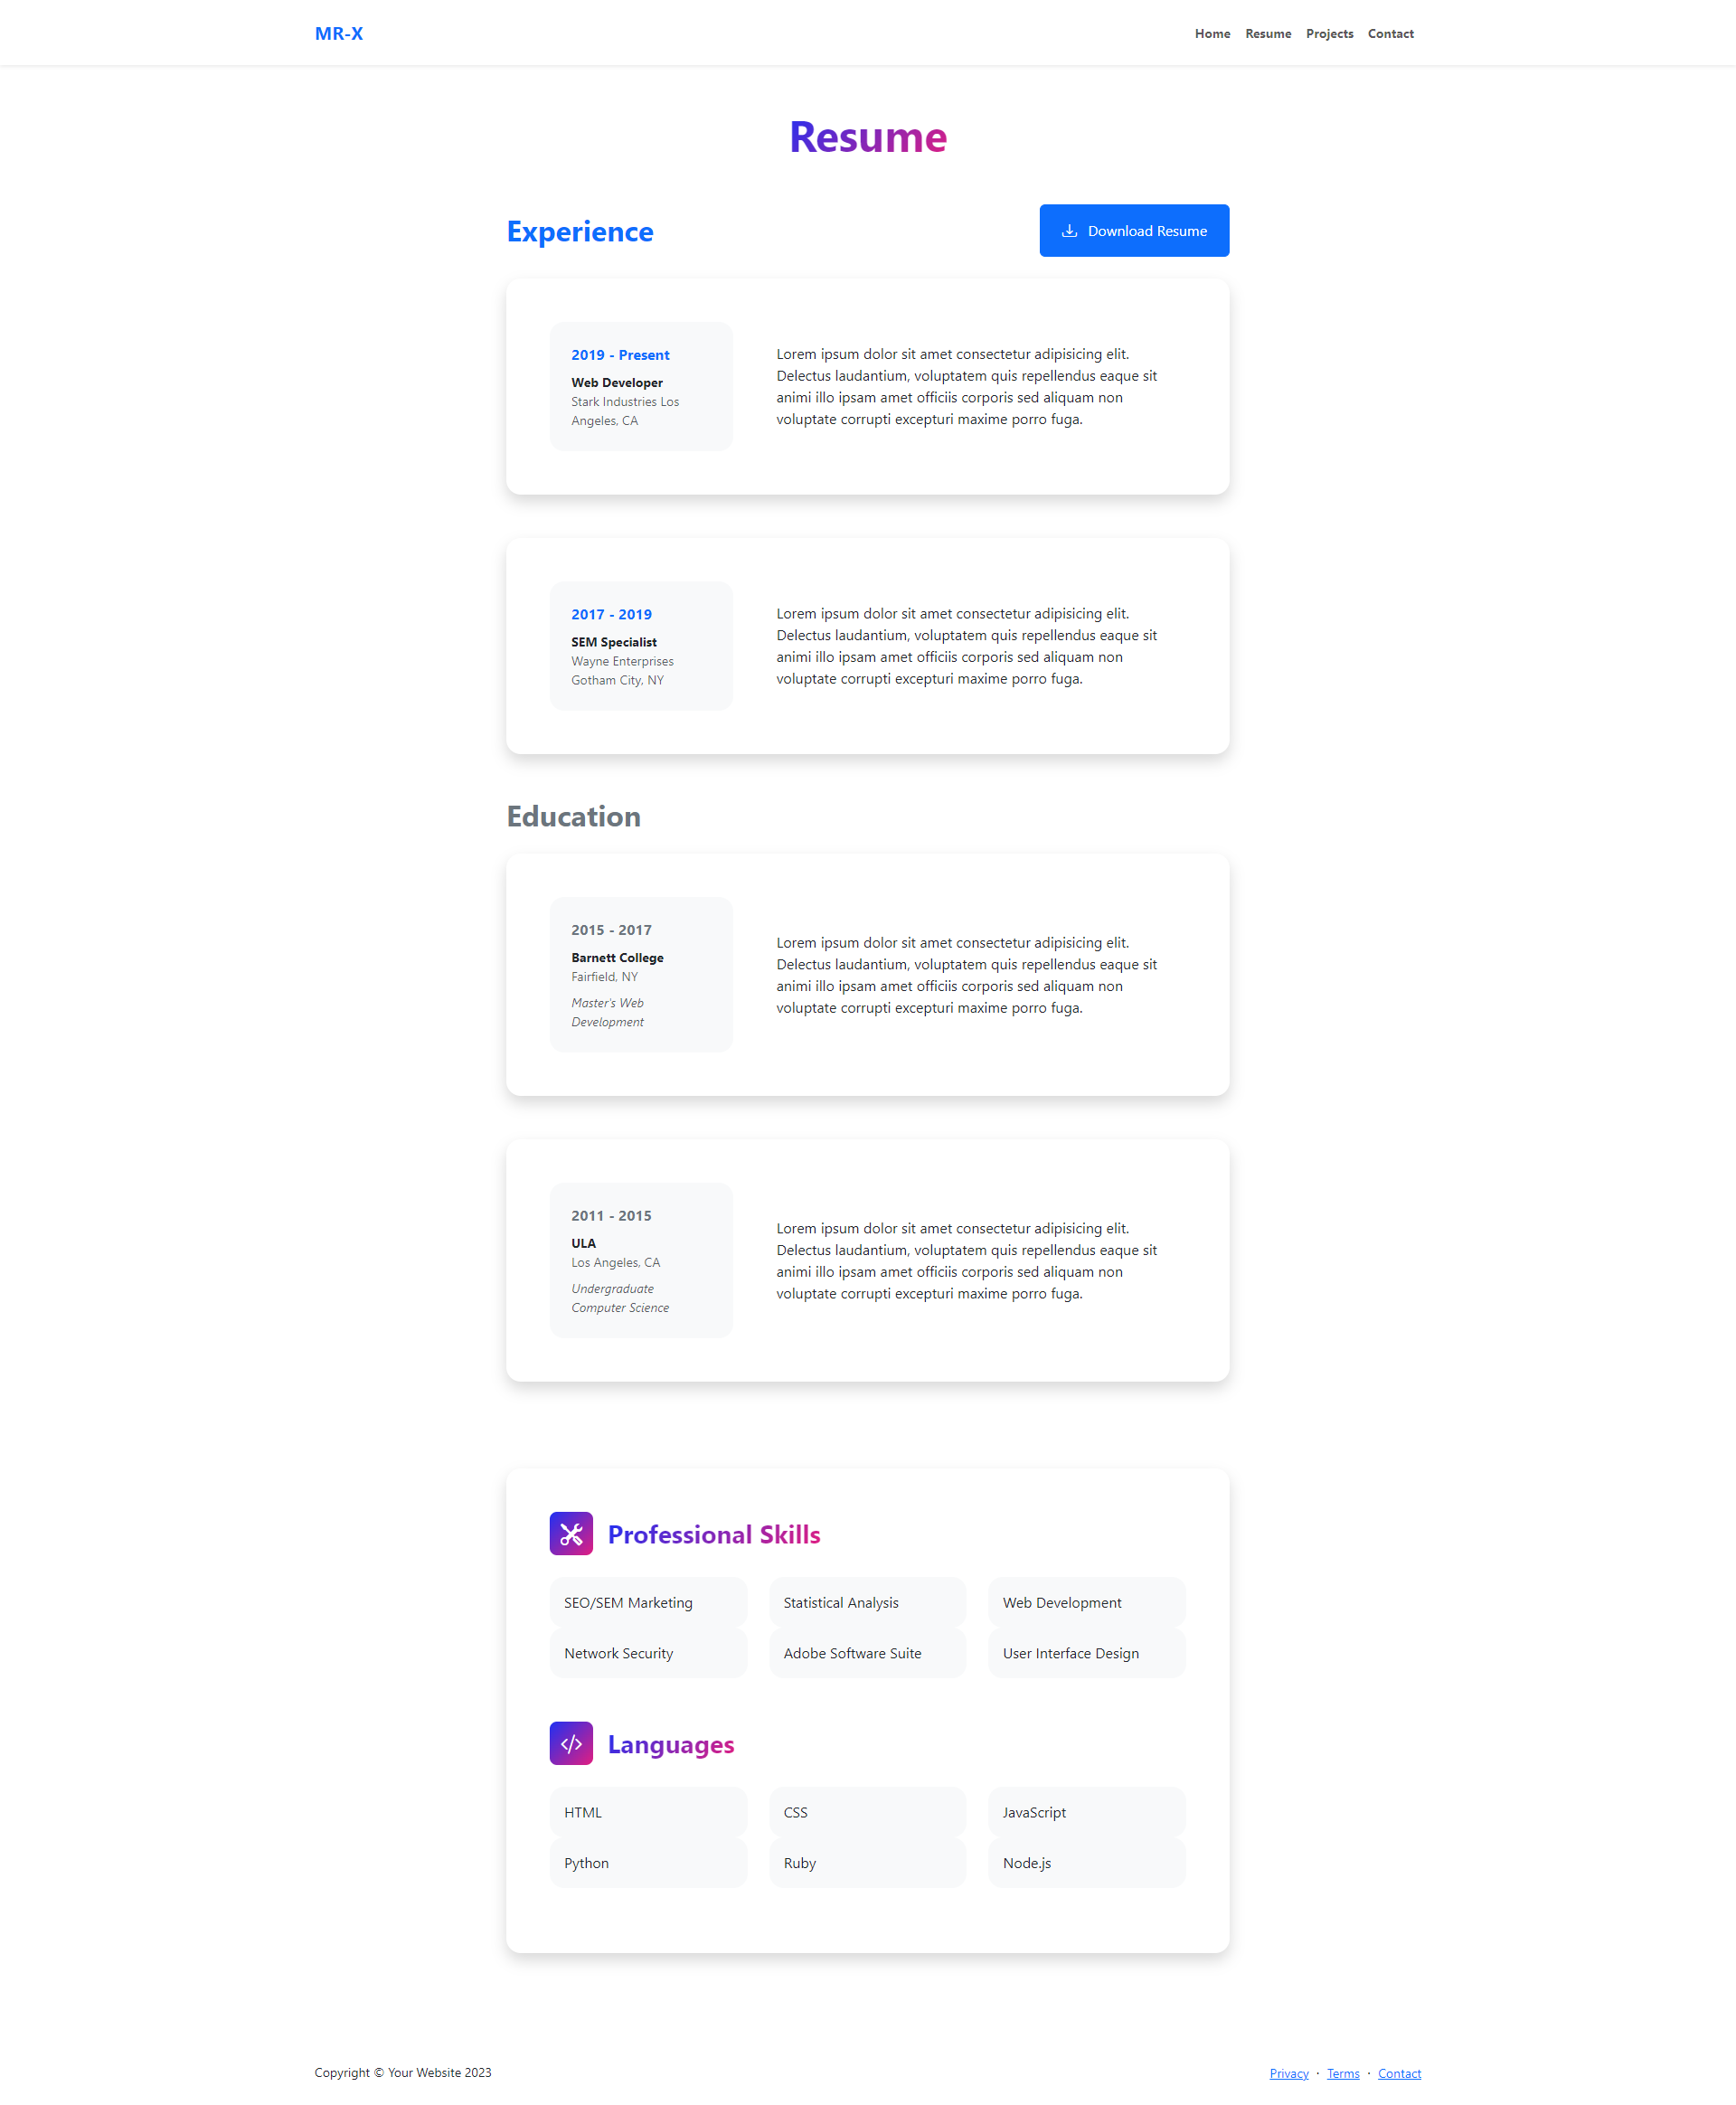 MR-X
Home Resume Projects Contact
Resume
Experience
Download Resume
2019 - Present
Web Developer
Stark Industries Los
Angeles, CA
Lorem ipsum dolor sit amet consectetur adipisicing elit.
Delectus laudantium, voluptatem quis repellendus eaque sit
animi illo ipsam amet officiis corporis sed aliquam non
voluptate corrupti excepturi maxime porro fuga.
2017 - 2019
SEM Specialist
Wayne Enterprises
Gotham City, NY
Lorem ipsum dolor sit amet consectetur adipisicing elit.
Delectus laudantium, voluptatem quis repellendus eaque sit
animi illo ipsam amet officiis corporis sed aliquam non
voluptate corrupti excepturi maxime porro fuga.
Education
2015 - 2017
Barnett College
Fairfield, NY
Master's Web
Development
Lorem ipsum dolor sit amet consectetur adipisicing elit.
Delectus laudantium, voluptatem quis repellendus eaque sit
animi illo ipsam amet officiis corporis sed aliquam non
voluptate corrupti excepturi maxime porro fuga.
2011 - 2015
ULA
Los Angeles, CA
Undergraduate
Computer Science
Lorem ipsum dolor sit amet consectetur adipisicing elit.
Delectus laudantium, voluptatem quis repellendus eaque sit
animi illo ipsam amet officiis corporis sed aliquam non
voluptate corrupti excepturi maxime porro fuga.
Professional Skills
SEO/SEM Marketing Statistical Analysis Web Development
Network Security Adobe Software Suite User Interface Design
Languages
HTML CSS JavaScript
Python Ruby Node.js
Copyright © Your Website 2023
Privacy · Terms · Contact